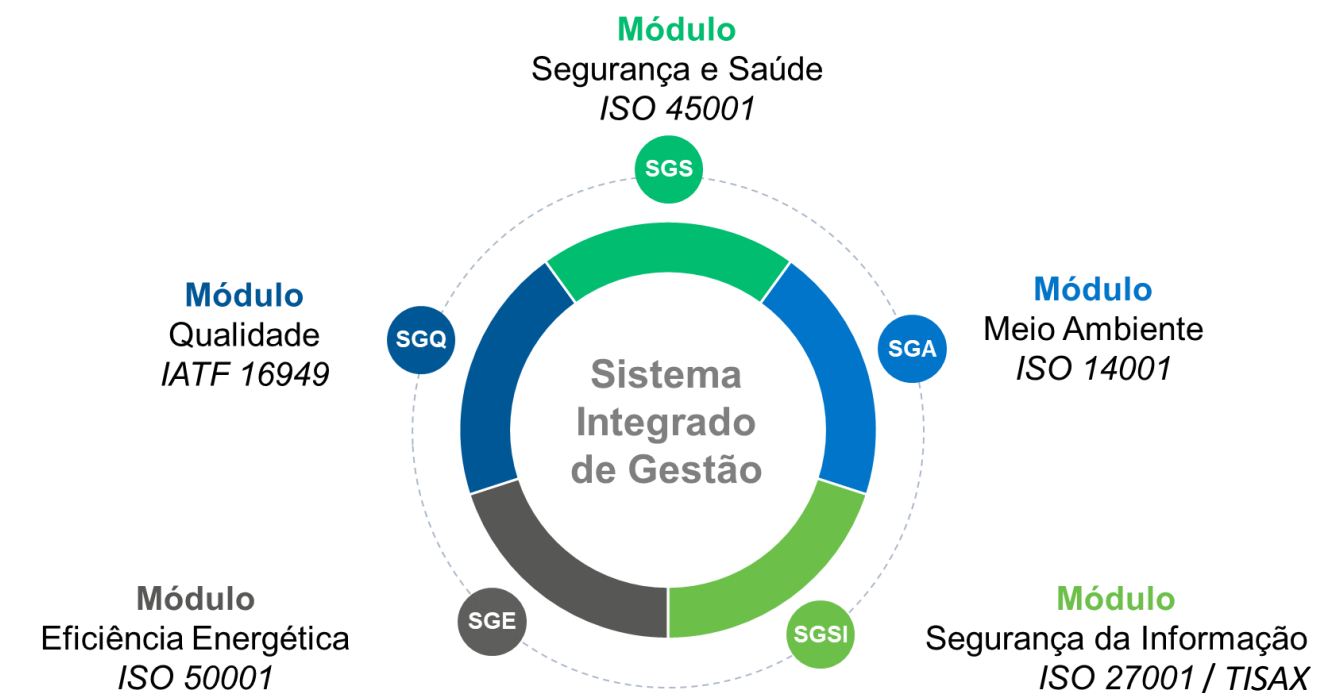 Módulo
Segurança e Saúde
ISO 45001
SGS
Módulo
Qualidade
IATF 16949
SGQ
Sistema
Integrado
de Gestão
SGA
Módulo
Meio Ambiente
ISO 14001
Módulo
Eficiência Energética
ISO 50001
SGE
SGSI
Módulo
Segurança da Informação
ISO 27001 / TISAX